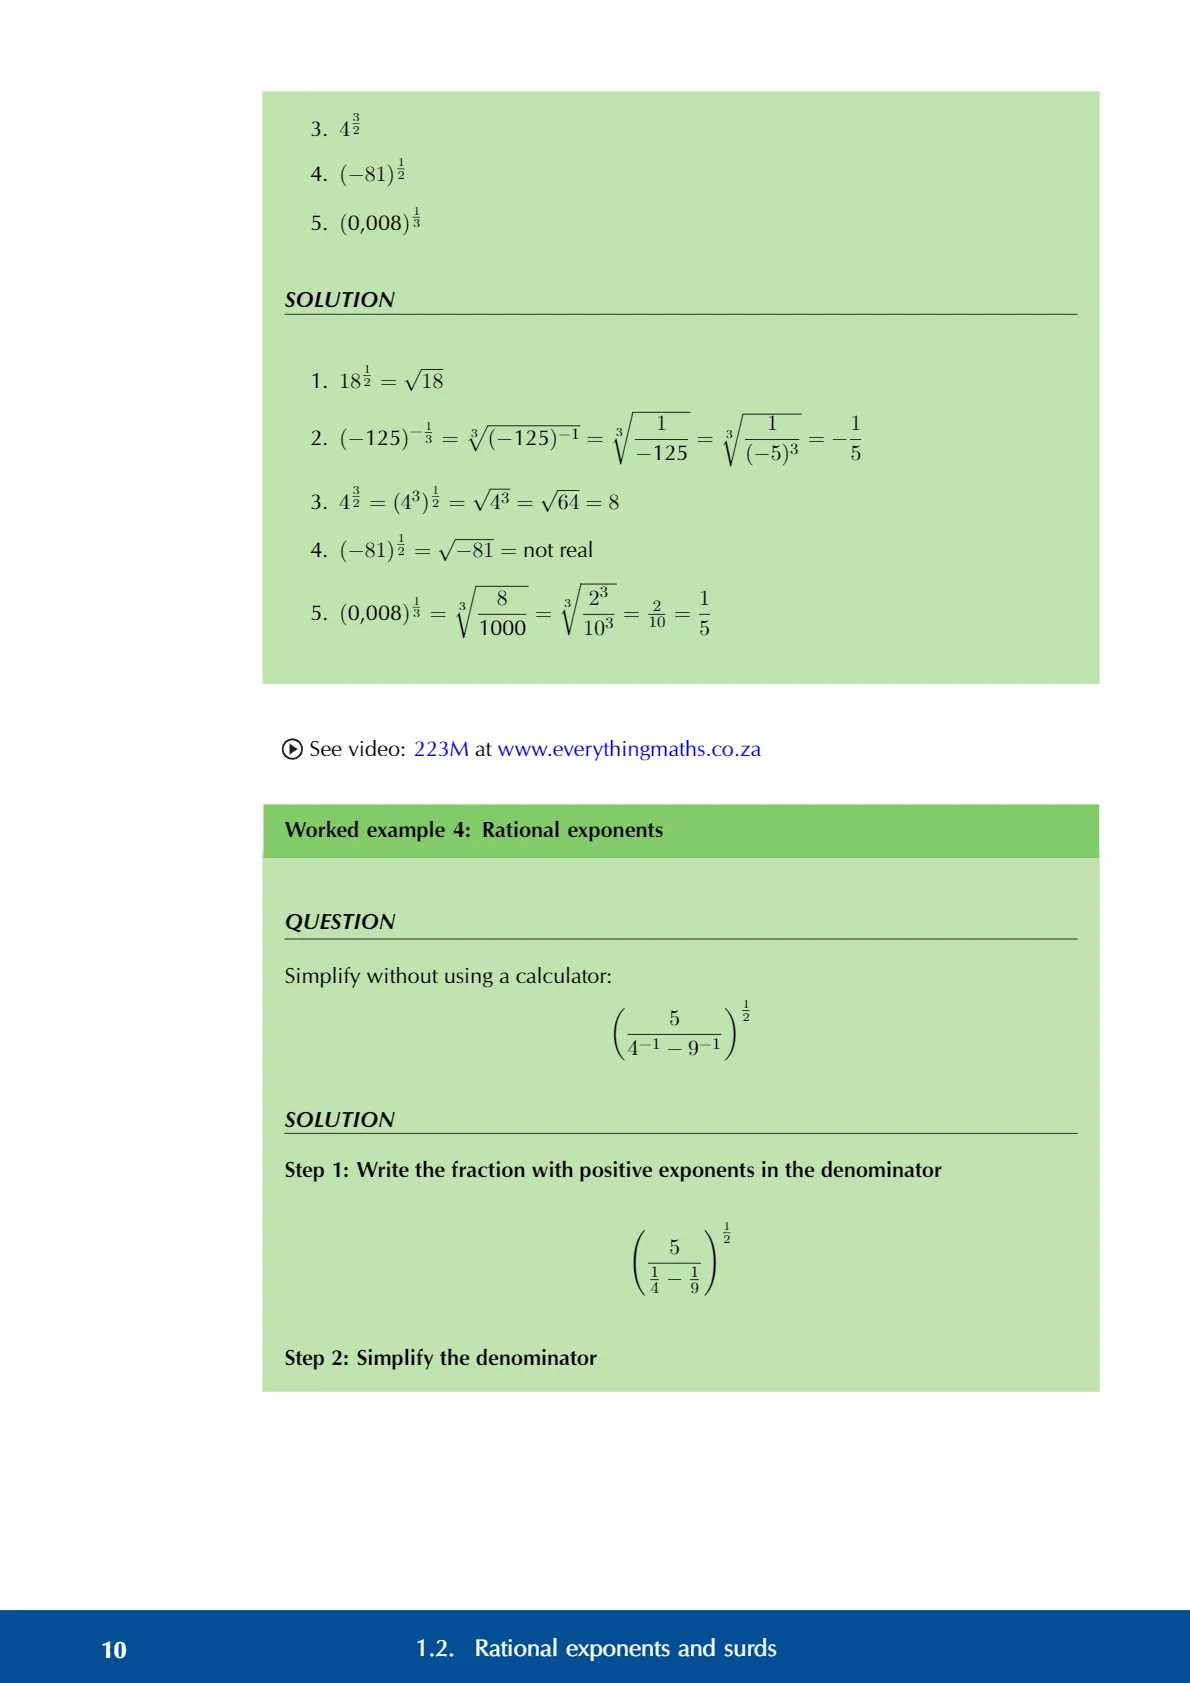 3. $4^{\frac{3}{2}}$
4. $(-81)^{\frac{1}{2}}$
5. $(0,008)^{\frac{1}{3}}$
SOLUTION
1. $18^{\frac{1}{2}} = \sqrt{18}$
2. $(-125)^{-\frac{1}{3}} = \sqrt[3]{(-125)^{-1}} = \sqrt[3]{\frac{1}{-125}} = \sqrt[3]{\frac{1}{(-5)^3}} = -\frac{1}{5}$
3. $4^{\frac{3}{2}} = (4^3)^{\frac{1}{2}} = \sqrt{4^3} = \sqrt{64} = 8$
4. $(-81)^{\frac{1}{2}} = \sqrt{-81} =$ not real
5. $(0,008)^{\frac{1}{3}} = \sqrt[3]{\frac{8}{1000}} = \sqrt[3]{\frac{2^3}{10^3}} = \frac{2}{10} = \frac{1}{5}$
See video: 223M at www.everythingmaths.co.za
Worked example 4: Rational exponents
QUESTION
Simplify without using a calculator:
$\left(\frac{5}{4^{-1} - 9^{-1}}\right)^{\frac{1}{2}}$
SOLUTION
Step 1: Write the fraction with positive exponents in the denominator
$\left(\frac{5}{\frac{1}{4} - \frac{1}{9}}\right)^{\frac{1}{2}}$
Step 2: Simplify the denominator
10 1.2. Rational exponents and surds